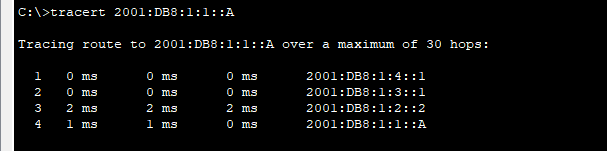 C:\>tracert 2001:DB8:1:1::A
Tracing route to 2001:DB8:1:1::A over a maximum of 30 hops:
1 0 ms 0 ms 0 ms 2001:DB8:1:4::1
2 0 ms 0 ms 0 ms 2001:DB8:1:3::1
3 2 ms 2 ms 2 ms 2001:DB8:1:2::2
4 1 ms 1 ms 0 ms 2001:DB8:1:1::A